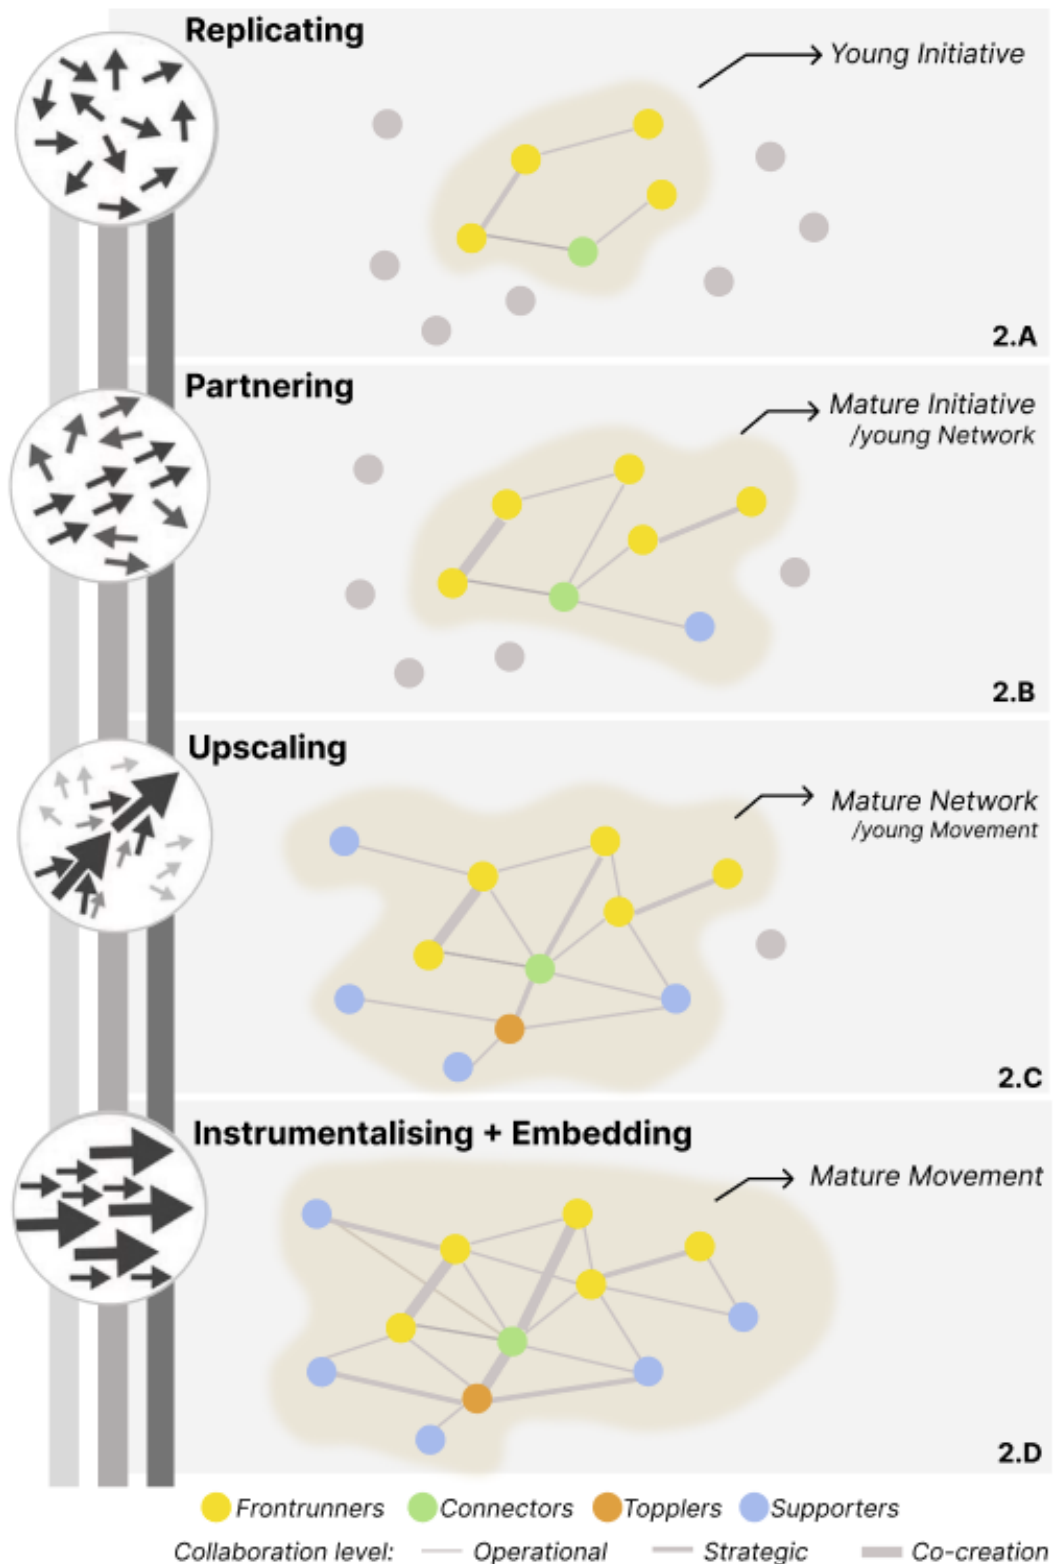 Replicating
Young Initiative
2.A
Partnering
Mature Initiative
/young Network
2.B
Upscaling
Mature Network
/young Movement
2.C
Instrumentalising + Embedding
Mature Movement
2.D
Frontrunners Connectors Topplers Supporters
Collaboration level: Operational Strategic Co-creation